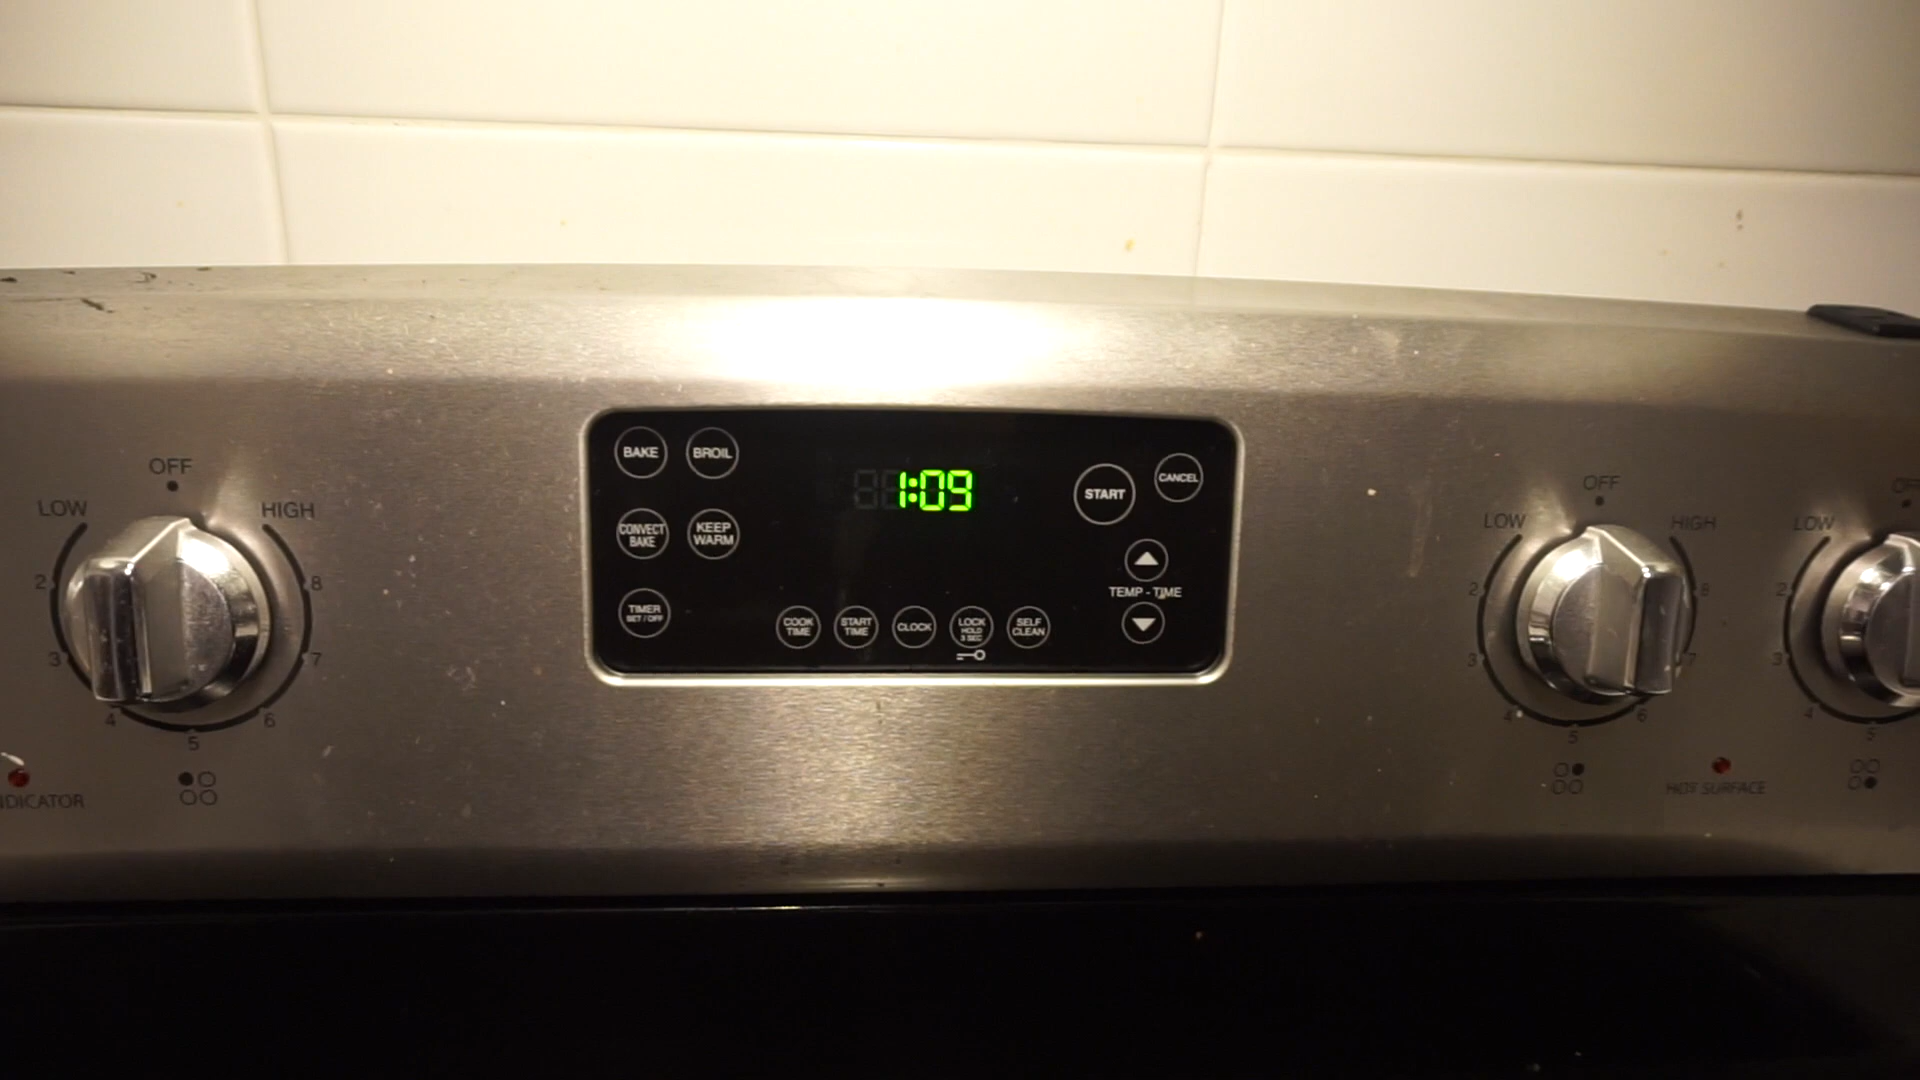 OFF
LOW
HIGH
2
8
3
7
4
6
5
INDICATOR
BAKE
BROIL
CONVECT
BAKE
KEEP
WARM
TIMER
SET / OFF
1:09
COOK
TIME
START
TIME
CLOCK
LOCK
HOLD
3 SEC
SELF
CLEAN
START
CANCEL
TEMP - TIME
OFF
LOW
HIGH
2
8
3
7
4
6
5
HOT SURFACE
OFF
LOW
2
3
4
5